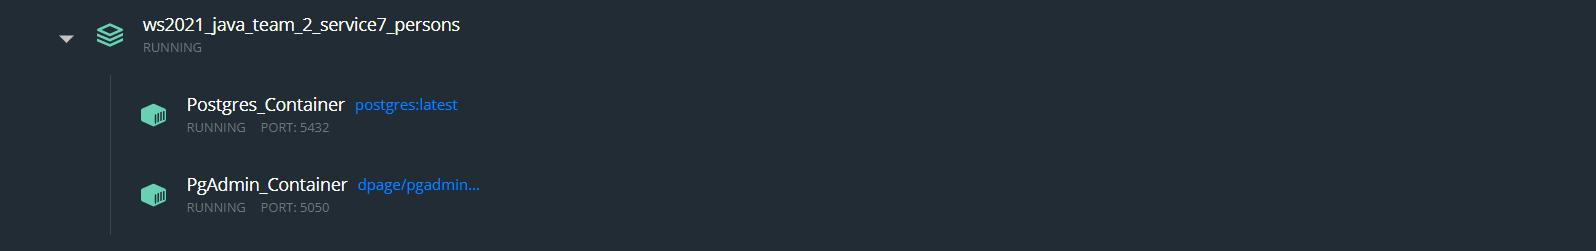 ws2021_java_team_2_service7_persons
RUNNING
Postgres_Container postgres:latest
RUNNING PORT: 5432
PgAdmin_Container dpage/pgadmin...
RUNNING PORT: 5050